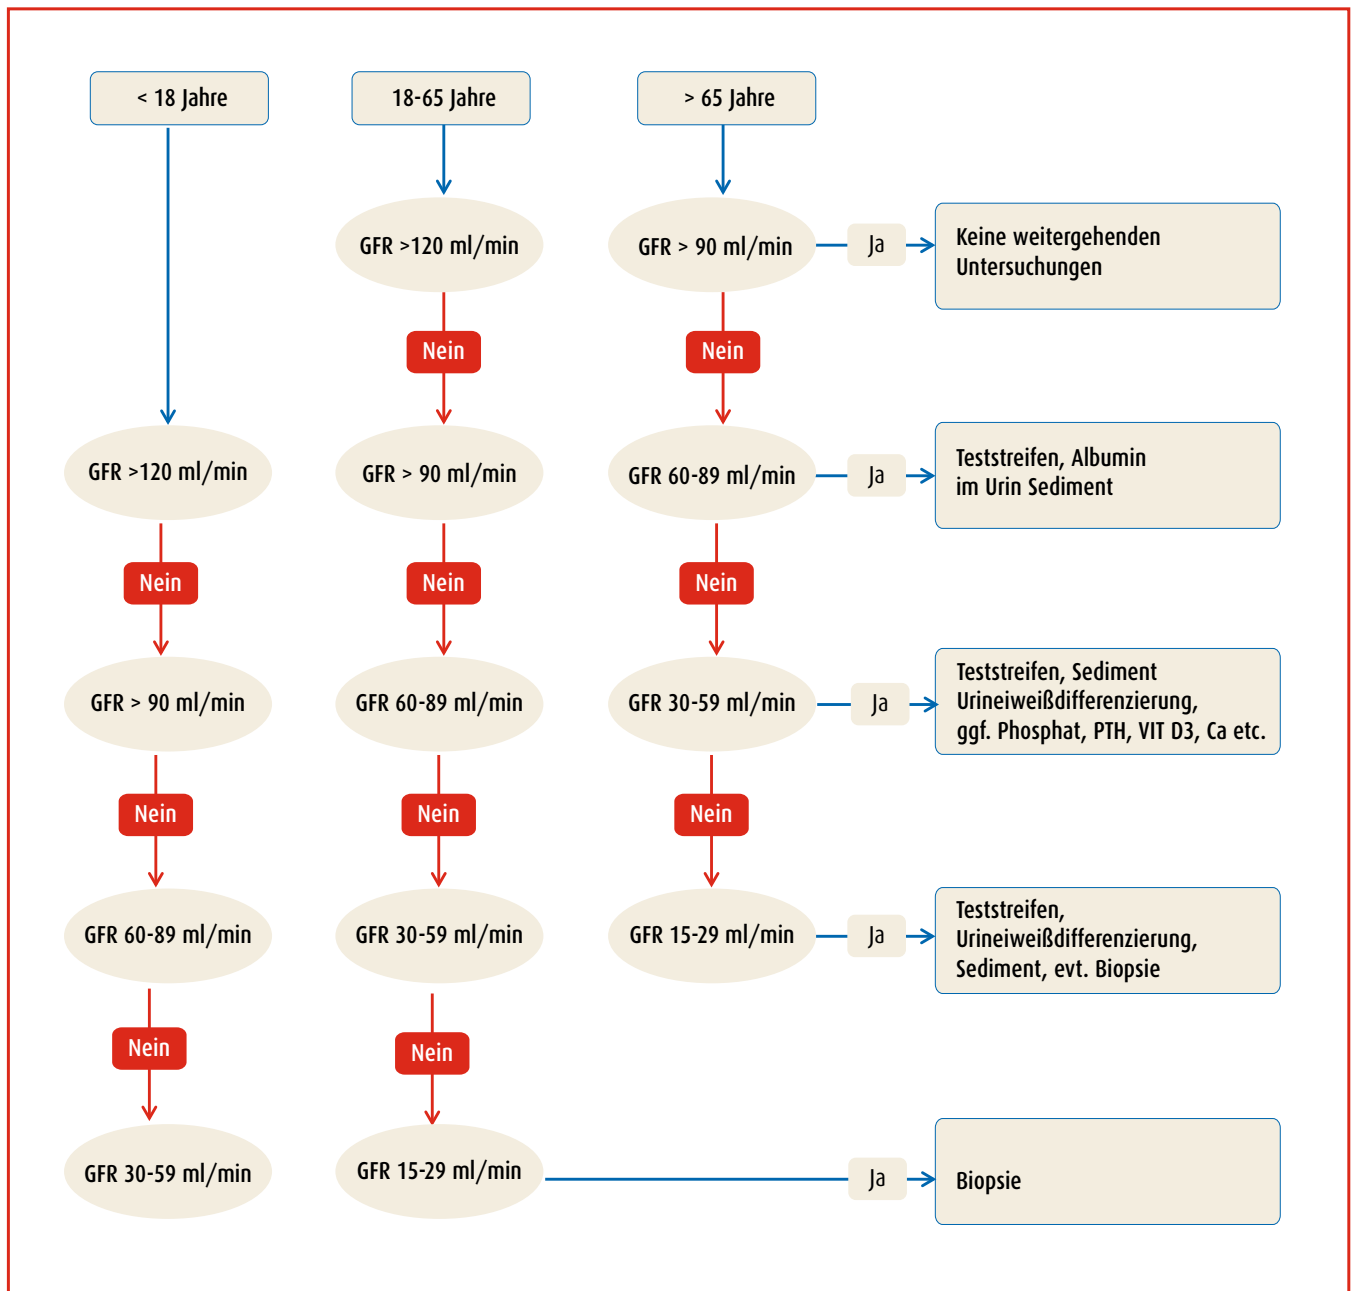 < 18 Jahre
18-65 Jahre
> 65 Jahre
GFR >120 ml/min
GFR > 90 ml/min
Ja
Keine weitergehenden
Untersuchungen
Nein
Nein
GFR >120 ml/min
GFR > 90 ml/min
GFR 60-89 ml/min
Ja
Teststreifen, Albumin
im Urin Sediment
Nein
Nein
Nein
GFR > 90 ml/min
GFR 60-89 ml/min
GFR 30-59 ml/min
Ja
Teststreifen, Sediment
Urineiweißdifferenzierung,
ggf. Phosphat, PTH, VIT D3, Ca etc.
Nein
Nein
Nein
GFR 60-89 ml/min
GFR 30-59 ml/min
GFR 15-29 ml/min
Ja
Teststreifen,
Urineiweißdifferenzierung,
Sediment, evt. Biopsie
Nein
Nein
GFR 30-59 ml/min
GFR 15-29 ml/min
Ja
Biopsie